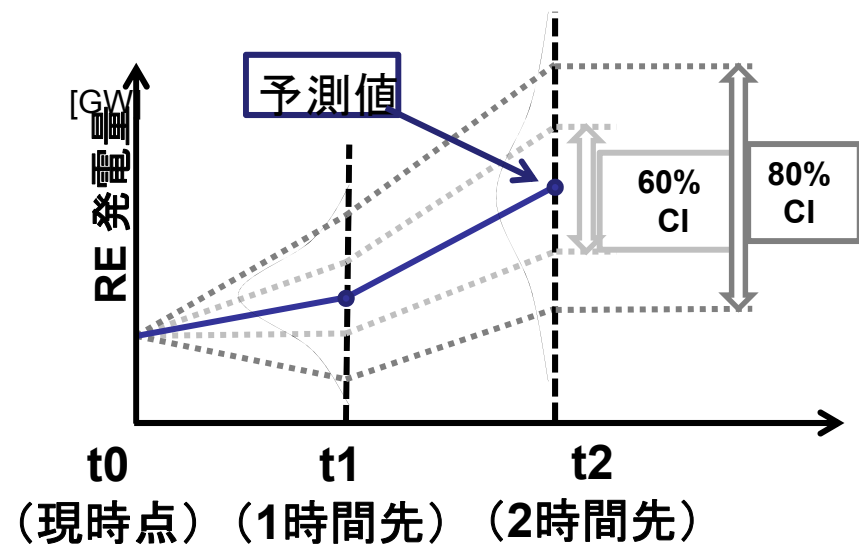 [GW]
RE 発電量
予測値
60%
CI
80%
CI
t0
t1
t2
（現時点）
（1時間先）
（2時間先）